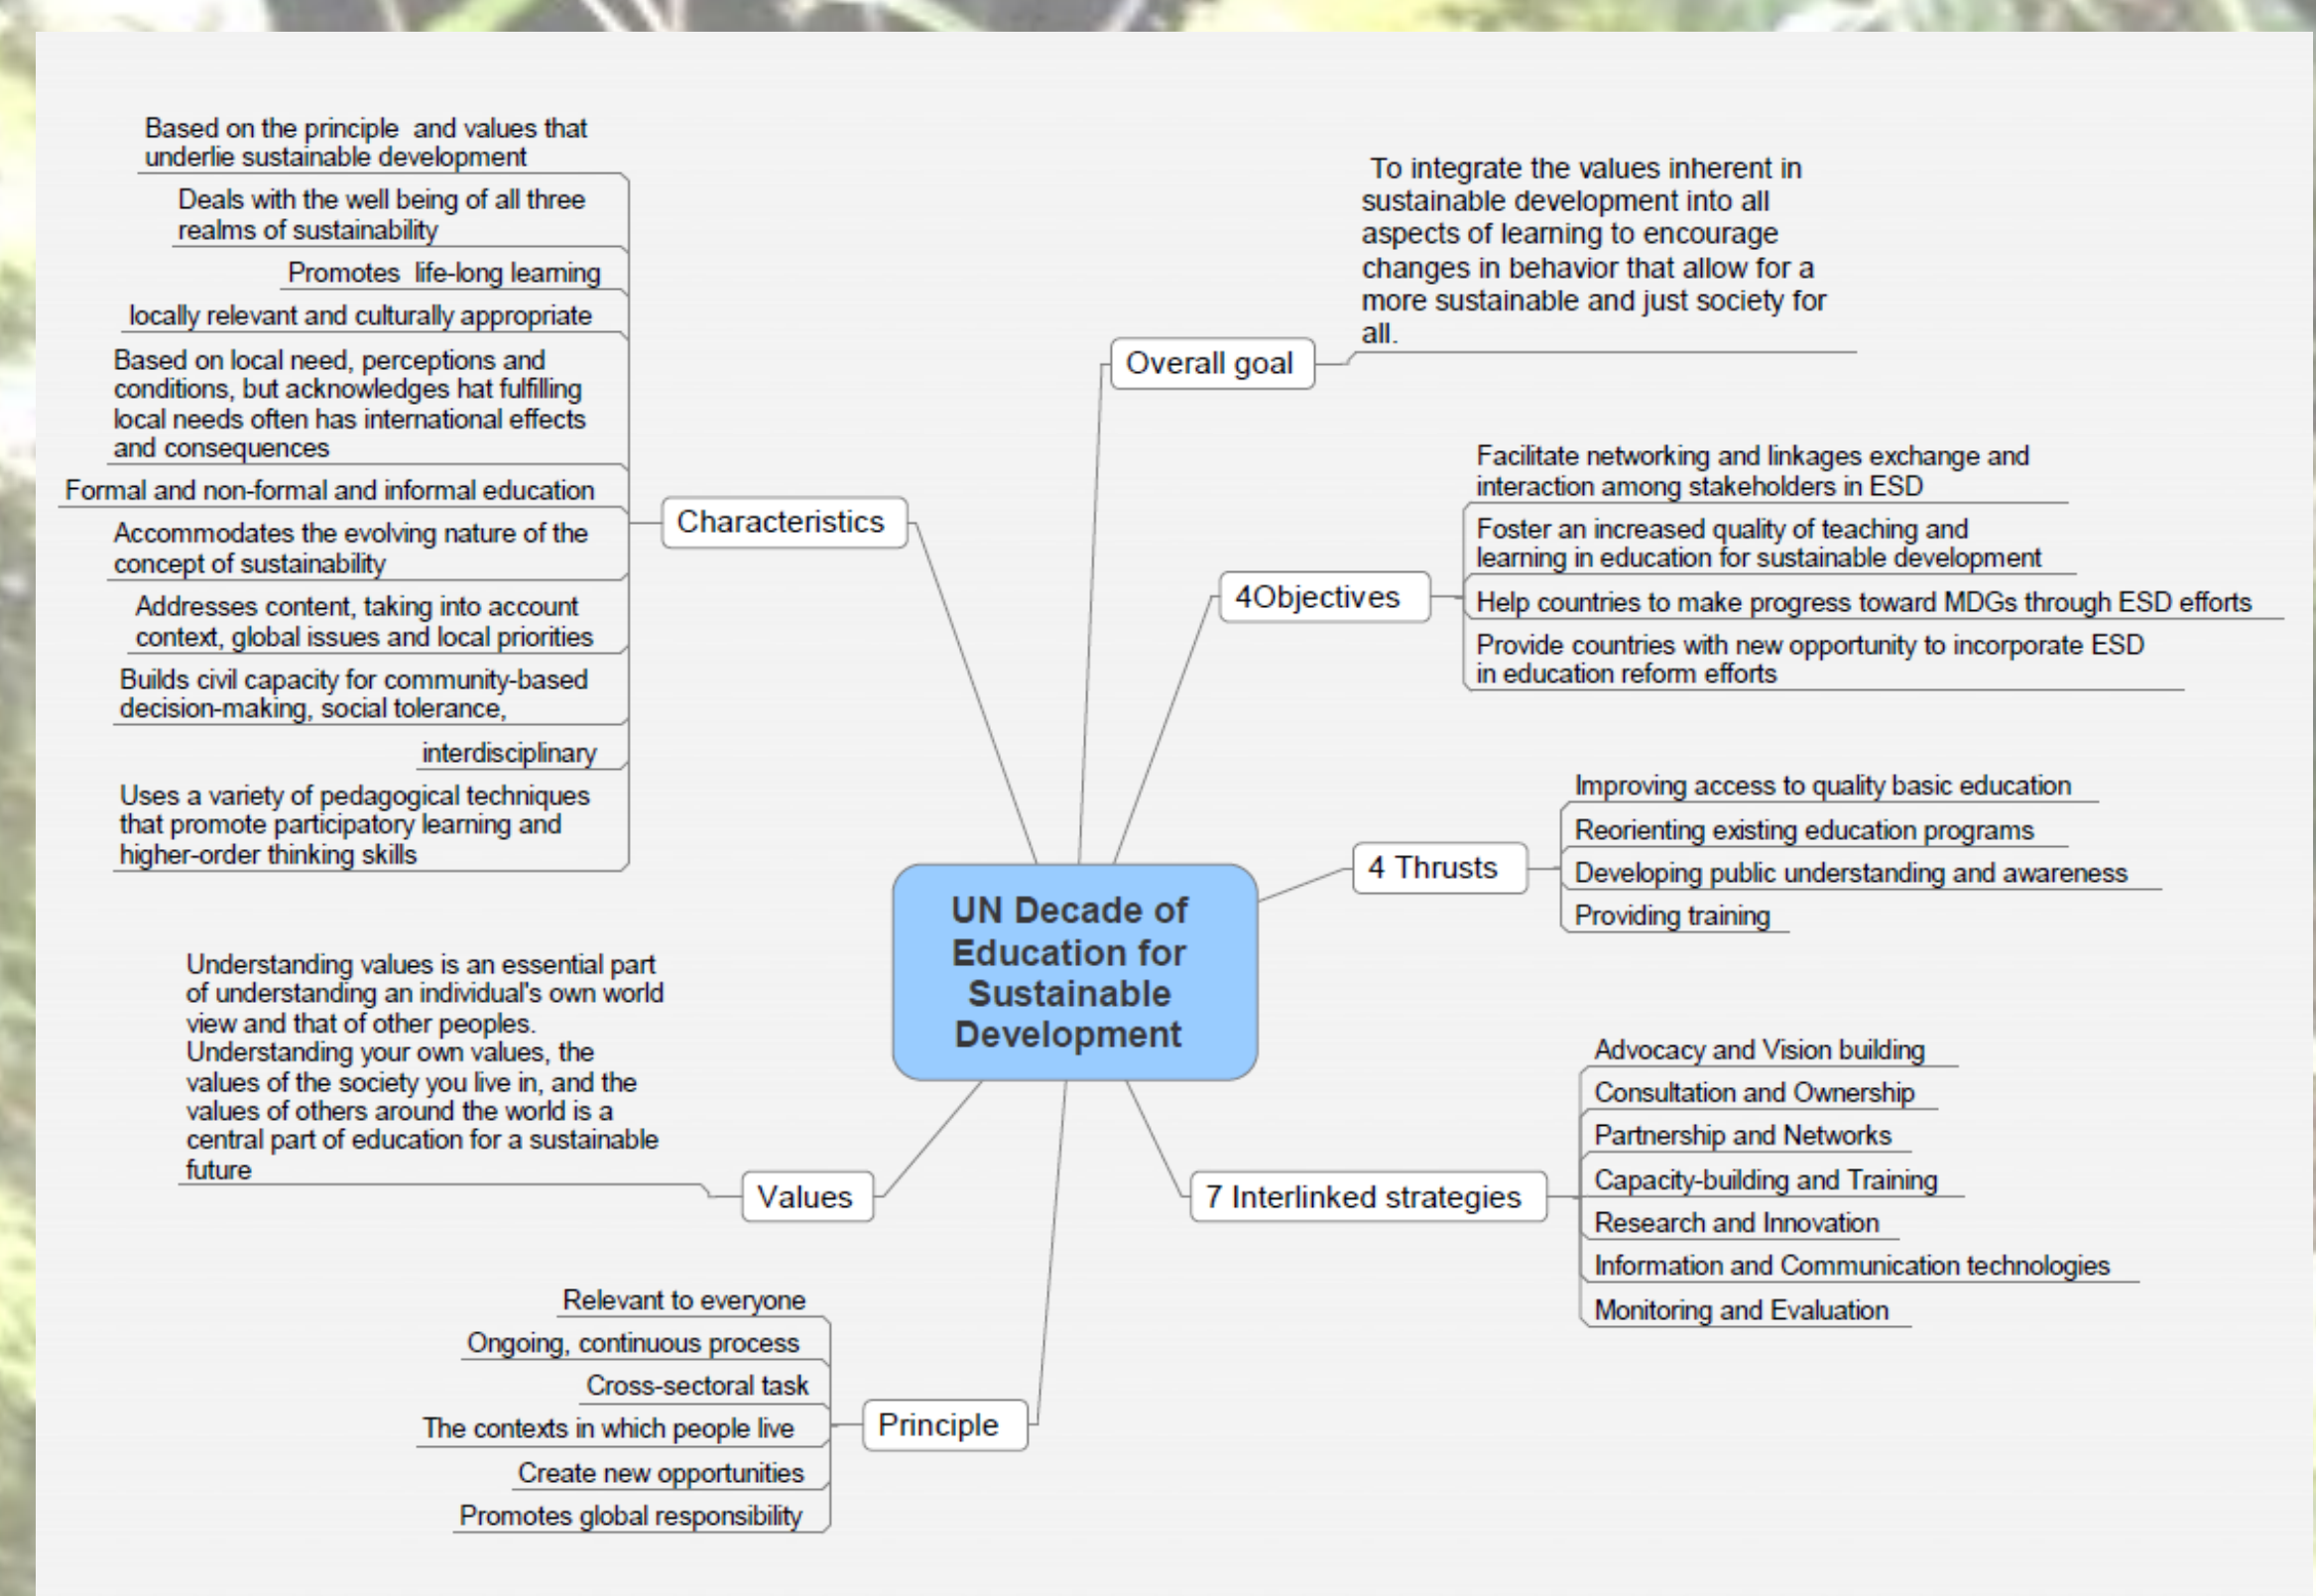 Based on the principle  and values that
underlie sustainable development
Deals with the well being of all three
realms of sustainability
Promotes  life-long learning
locally relevant and culturally appropriate
Based on local need, perceptions and
conditions, but acknowledges hat fulfilling
local needs often has international effects
and consequences
Formal and non-formal and informal education
Accommodates the evolving nature of the
concept of sustainability
Addresses content, taking into account
context, global issues and local priorities
Builds civil capacity for community-based
decision-making, social tolerance,
interdisciplinary
Uses a variety of pedagogical techniques
that promote participatory learning and
higher-order thinking skills
Characteristics
To integrate the values inherent in
sustainable development into all
aspects of learning to encourage
changes in behavior that allow for a
more sustainable and just society for
all.
Overall goal
Facilitate networking and linkages exchange and
interaction among stakeholders in ESD
Foster an increased quality of teaching and
learning in education for sustainable development
Help countries to make progress toward MDGs through ESD efforts
Provide countries with new opportunity to incorporate ESD
in education reform efforts
4Objectives
Improving access to quality basic education
Reorienting existing education programs
Developing public understanding and awareness
Providing training
4 Thrusts
UN Decade of
Education for
Sustainable
Development
Understanding values is an essential part
of understanding an individual's own world
view and that of other peoples.
Understanding your own values, the
values of the society you live in, and the
values of others around the world is a
central part of education for a sustainable
future
Values
Advocacy and Vision building
Consultation and Ownership
Partnership and Networks
Capacity-building and Training
Research and Innovation
Information and Communication technologies
Monitoring and Evaluation
7 Interlinked strategies
Relevant to everyone
Ongoing, continuous process
Cross-sectoral task
The contexts in which people live
Create new opportunities
Promotes global responsibility
Principle